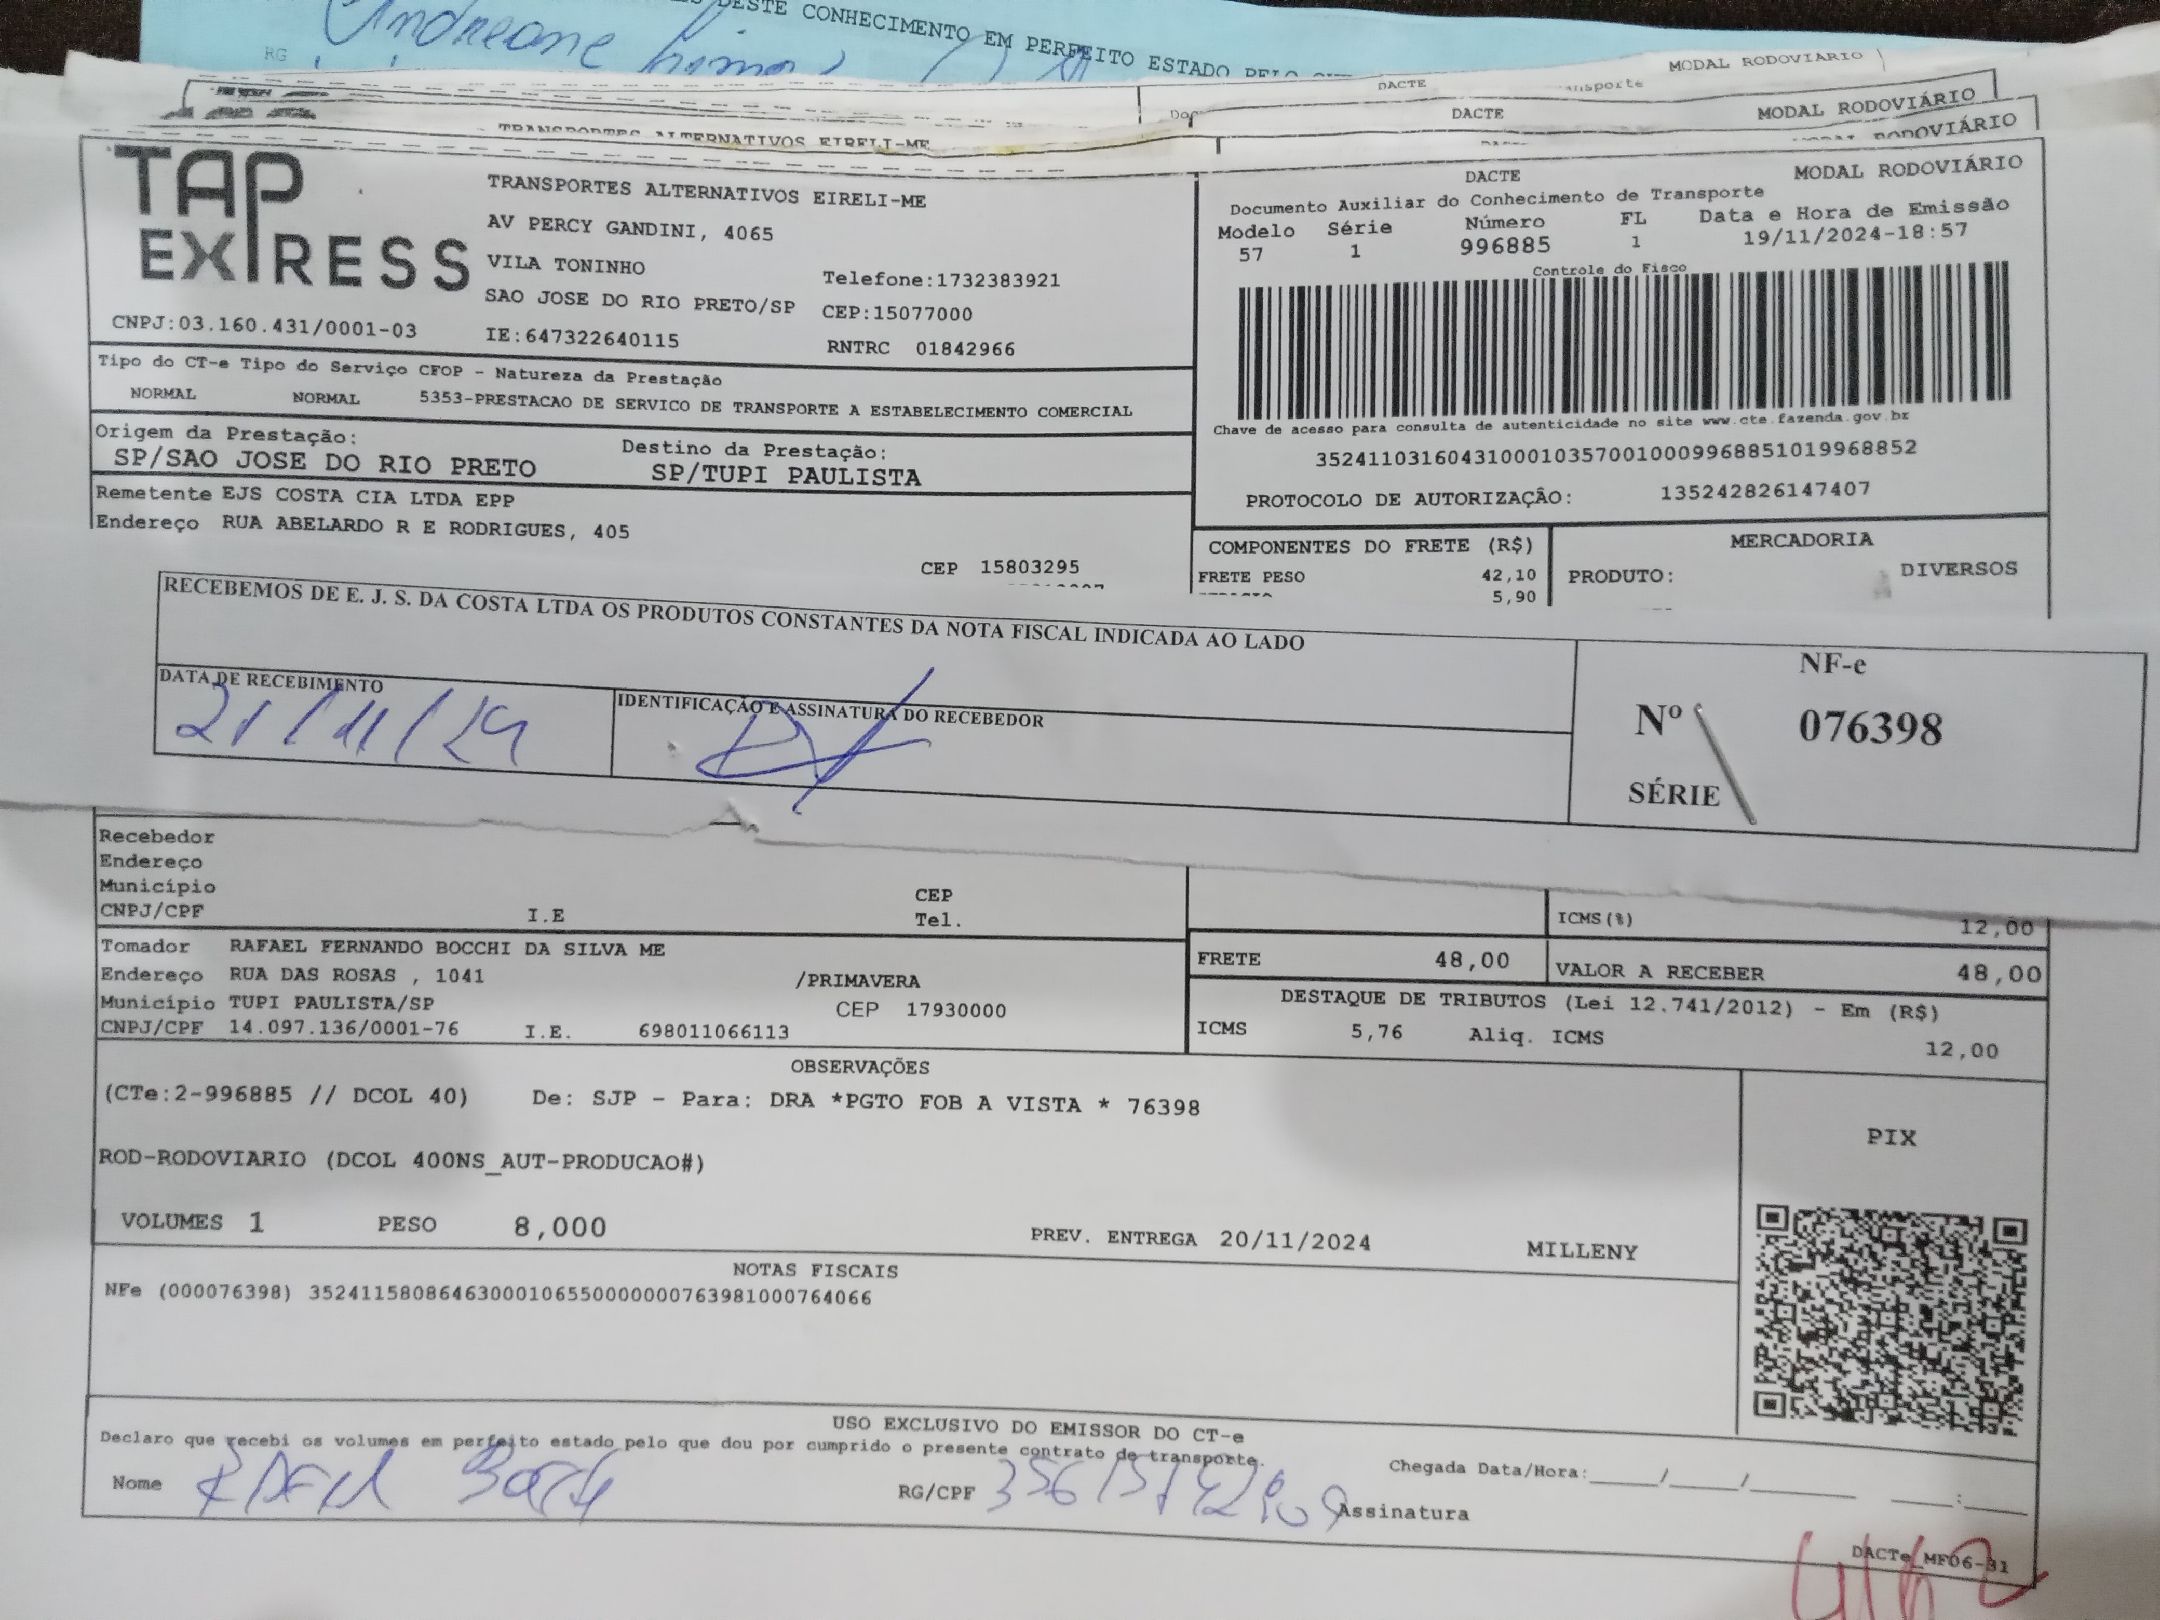 DESTE CONHECIMENTO EM PERFEITO ESTADO PELO
RG Andreane
MODAL RODOVIÁRIO
DACTE
DACTE MODAL RODOVIÁRIO
TRANSPORTES ALTERNATIVOS EIRELI-ME RODOVIÁRIO
TAP EXPRESS
TRANSPORTES ALTERNATIVOS EIRELI-ME
AV PERCY GANDINI, 4065
VILA TONINHO Telefone:1732383921
SAO JOSE DO RIO PRETO/SP CEP:15077000
CNPJ:03.160.431/0001-03 IE:647322640115 RNTRC 01842966
DACTE MODAL RODOVIÁRIO
Documento Auxiliar do Conhecimento de Transporte
Modelo Série Número FL Data e Hora de Emissão
57 1 996885 1 19/11/2024-18:57
Controle do Fisco
Chave de acesso para consulta de autenticidade no site www.cte.fazenda.gov.br
35241103160431000103570010009968851019968852
PROTOCOLO DE AUTORIZAÇÃO: 135242826147407
Tipo do CT-e Tipo do Serviço CFOP - Natureza da Prestação
NORMAL NORMAL 5353-PRESTACAO DE SERVICO DE TRANSPORTE A ESTABELECIMENTO COMERCIAL
Origem da Prestação: Destino da Prestação:
SP/SAO JOSE DO RIO PRETO SP/TUPI PAULISTA
Remetente EJS COSTA CIA LTDA EPP
Endereço RUA ABELARDO R E RODRIGUES, 405
CEP 15803295
COMPONENTES DO FRETE (R$) MERCADORIA
FRETE PESO 42,10 PRODUTO: DIVERSOS
5,90
RECEBEMOS DE E. J. S. DA COSTA LTDA OS PRODUTOS CONSTANTES DA NOTA FISCAL INDICADA AO LADO
DATA DE RECEBIMENTO IDENTIFICAÇÃO E ASSINATURA DO RECEBEDOR
21/11/24
NF-e
Nº 076398
SÉRIE
Recebedor
Endereço
Município CEP
CNPJ/CPF I.E Tel.
ICMS(%) 12,00
Tomador RAFAEL FERNANDO BOCCHI DA SILVA ME
Endereço RUA DAS ROSAS , 1041 /PRIMAVERA
Município TUPI PAULISTA/SP CEP 17930000
CNPJ/CPF 14.097.136/0001-76 I.E. 698011066113
FRETE 48,00 VALOR A RECEBER 48,00
DESTAQUE DE TRIBUTOS (Lei 12.741/2012) - Em (R$)
ICMS 5,76 Aliq. ICMS 12,00
OBSERVAÇÕES
(CTe:2-996885 // DCOL 40) De: SJP - Para: DRA *PGTO FOB A VISTA * 76398
ROD-RODOVIARIO (DCOL 400NS_AUT-PRODUCAO#)
PIX
VOLUMES 1 PESO 8,000 PREV. ENTREGA 20/11/2024 MILLENY
NOTAS FISCAIS
NFe (000076398) 35241158086463000106550000000763981000764066
USO EXCLUSIVO DO EMISSOR DO CT-e
Declaro que recebi os volumes em perfeito estado pelo que dou por cumprido o presente contrato de transporte.
Nome RG/CPF Assinatura
Chegada Data/Hora:____/____/______ ____:____
DACTe_MF06-31